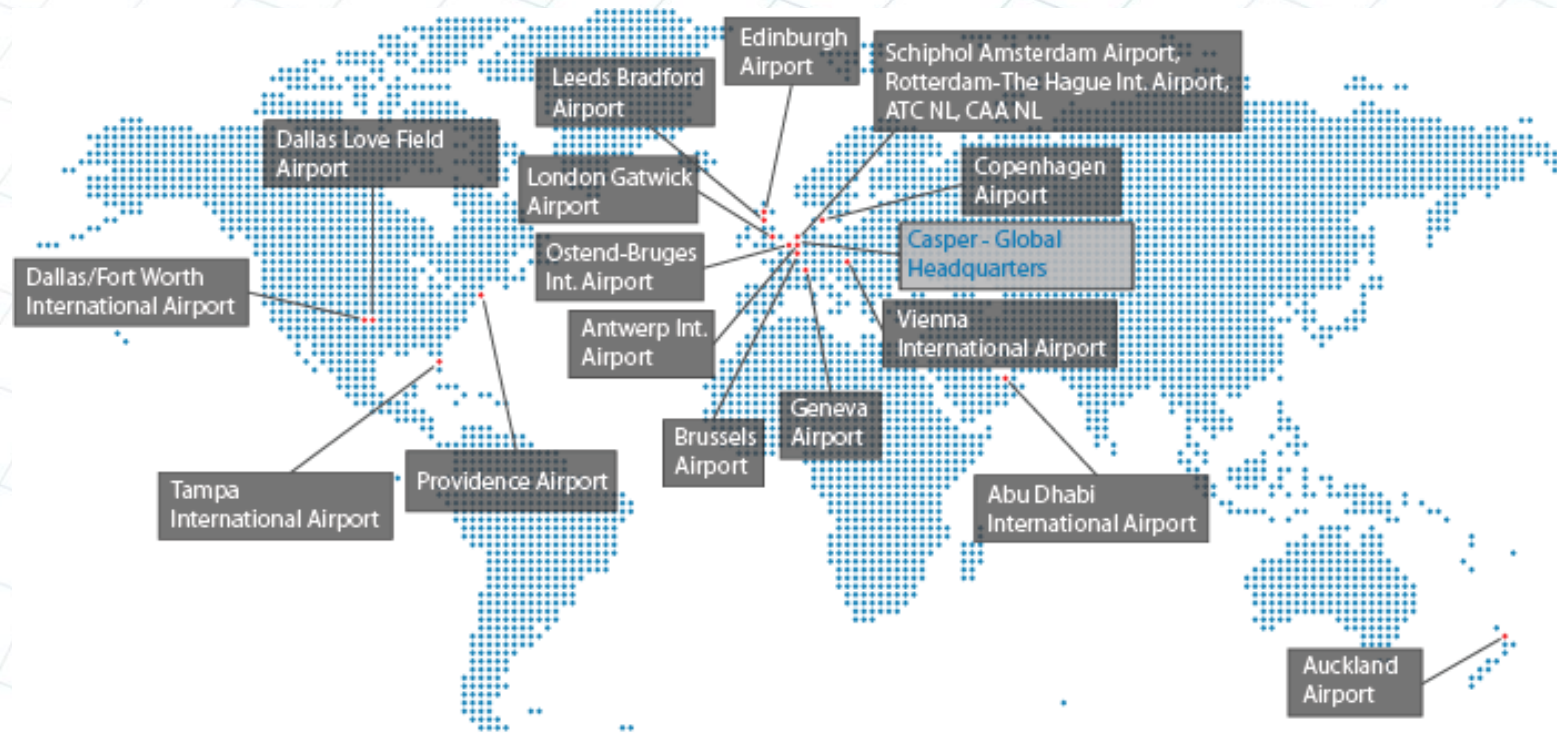 Edinburgh
Airport
Schiphol Amsterdam Airport,
Rotterdam-The Hague Int. Airport,
ATC NL, CAA NL
Leeds Bradford
Airport
Dallas Love Field
Airport
London Gatwick
Airport
Copenhagen
Airport
Casper - Global
Headquarters
Ostend-Bruges
Int. Airport
Dallas/Fort Worth
International Airport
Antwerp Int.
Airport
Vienna
International Airport
Geneva
Airport
Brussels
Airport
Providence Airport
Tampa
International Airport
Abu Dhabi
International Airport
Auckland
Airport